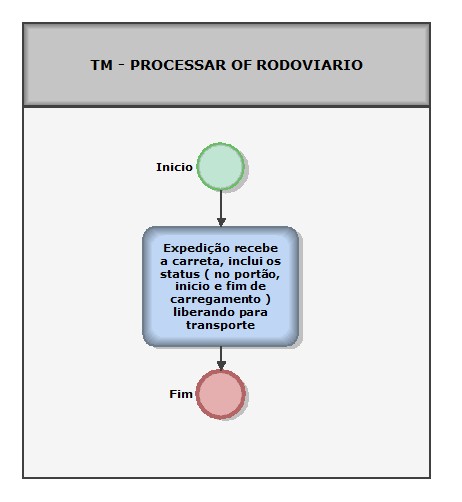 TM - PROCESSAR OF RODOVIARIO
Inicio
Expedição recebe
a carreta, inclui os
status ( no portão,
inicio e fim de
carregamento )
liberando para
transporte
Fim